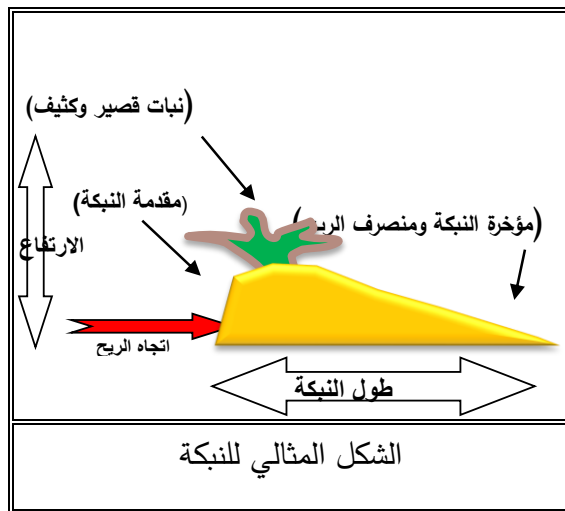 (نبات قصير وكثيف)
(مقدمة النبكة)
(مؤخرة النبكة ومنصرف الريح)
الارتفاع
اتجاه الريح
طول النبكة
الشكل المثالي للنبكة